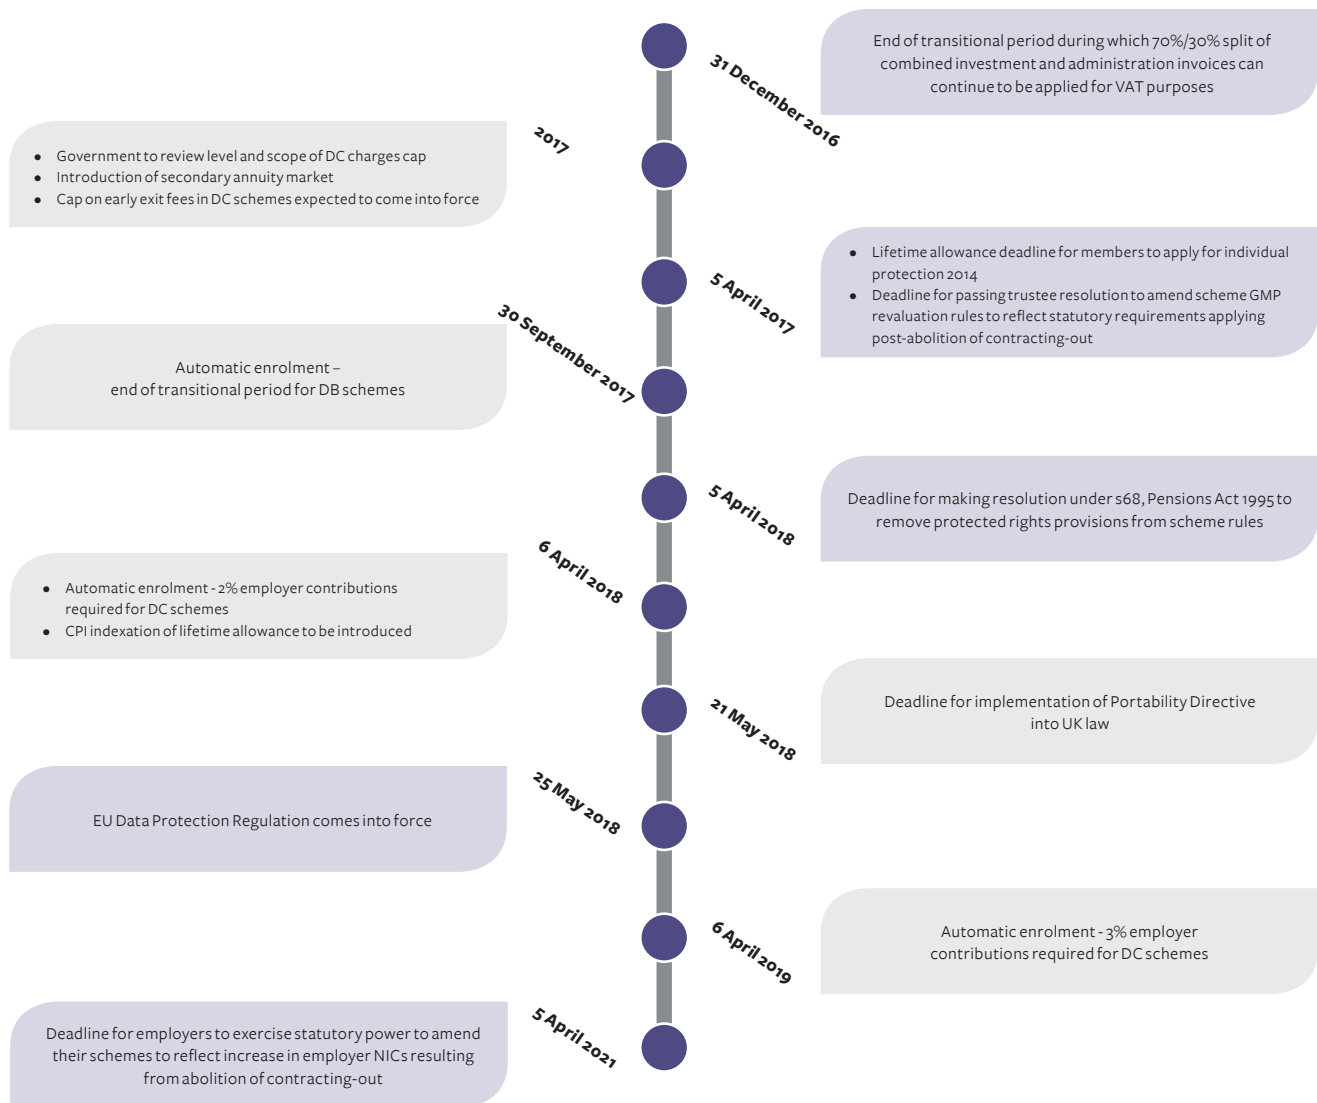 31 December 2016
End of transitional period during which 70%/30% split of
combined investment and administration invoices can
continue to be applied for VAT purposes
2017
● Government to review level and scope of DC charges cap
● Introduction of secondary annuity market
● Cap on early exit fees in DC schemes expected to come into force
5 April 2017
● Lifetime allowance deadline for members to apply for individual
protection 2014
● Deadline for passing trustee resolution to amend scheme GMP
revaluation rules to reflect statutory requirements applying
post-abolition of contracting-out
30 September 2017
Automatic enrolment –
end of transitional period for DB schemes
5 April 2018
Deadline for making resolution under s68, Pensions Act 1995 to
remove protected rights provisions from scheme rules
6 April 2018
● Automatic enrolment - 2% employer contributions
required for DC schemes
● CPI indexation of lifetime allowance to be introduced
21 May 2018
Deadline for implementation of Portability Directive
into UK law
25 May 2018
EU Data Protection Regulation comes into force
6 April 2019
Automatic enrolment - 3% employer
contributions required for DC schemes
5 April 2021
Deadline for employers to exercise statutory power to amend
their schemes to reflect increase in employer NICs resulting
from abolition of contracting-out